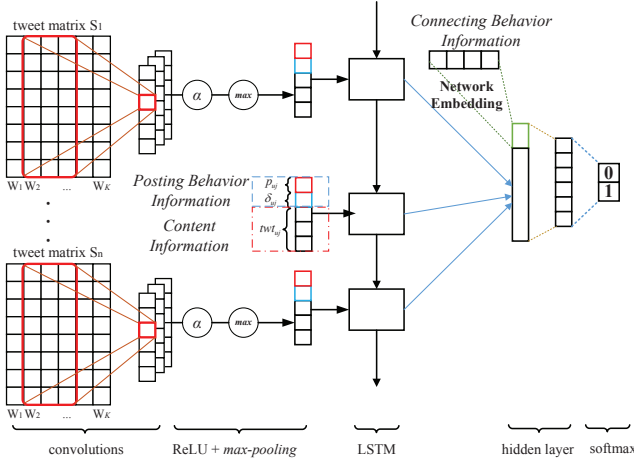 tweet matrix S1
W1 W2 ... WK
α
max
Connecting Behavior
Information
Network
Embedding
Posting Behavior
Information
puj
δuj
Content
Information
twtuj
0
1
tweet matrix Sn
W1 W2 ... WK
α
max
convolutions
ReLU + max-pooling
LSTM
hidden layer
softmax